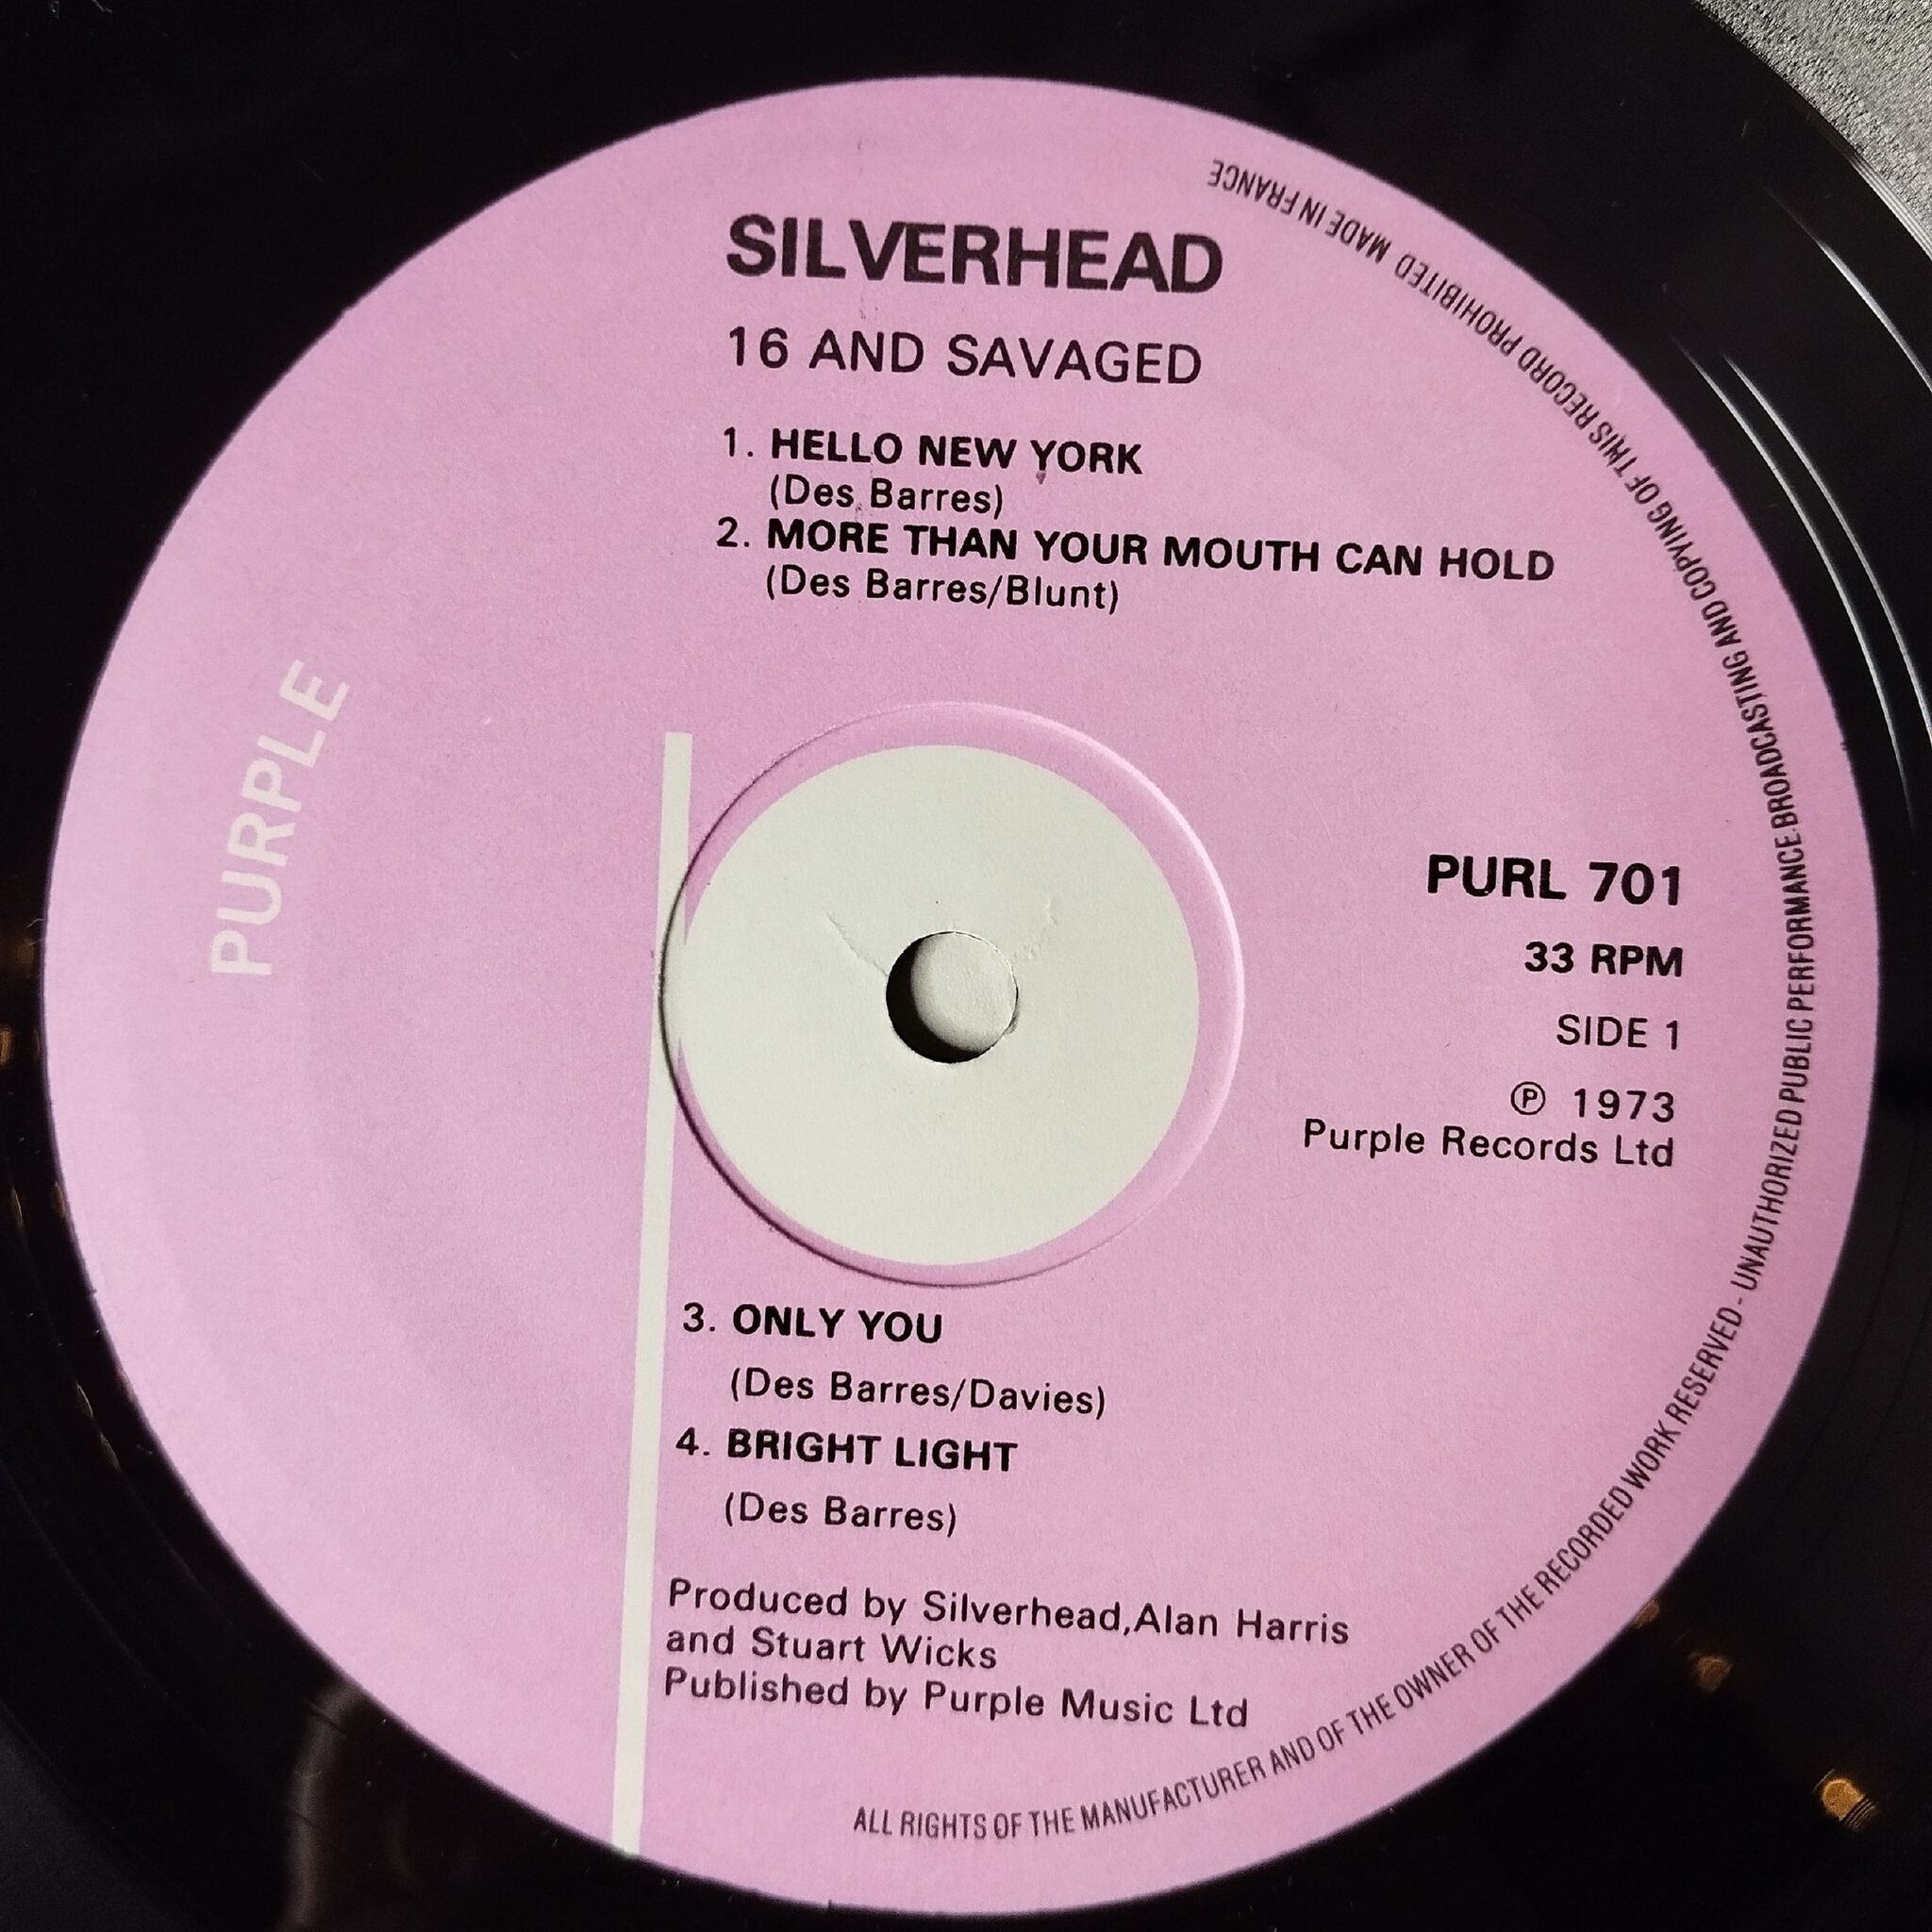 SILVERHEAD
16 AND SAVAGED
1. HELLO NEW YORK
(Des Barres)
2. MORE THAN YOUR MOUTH CAN HOLD
(Des Barres/Blunt)
PURPLE
PURL 701
33 RPM
SIDE 1
℗ 1973
Purple Records Ltd
3. ONLY YOU
(Des Barres/Davies)
4. BRIGHT LIGHT
(Des Barres)
Produced by Silverhead,Alan Harris
and Stuart Wicks
Published by Purple Music Ltd
ALL RIGHTS OF THE MANUFACTURER AND OF THE OWNER OF THE RECORDED WORK RESERVED - UNAUTHORIZED PUBLIC PERFORMANCE.BROADCASTING AND COPYING OF THIS RECORD PROHIBITED MADE IN FRANCE